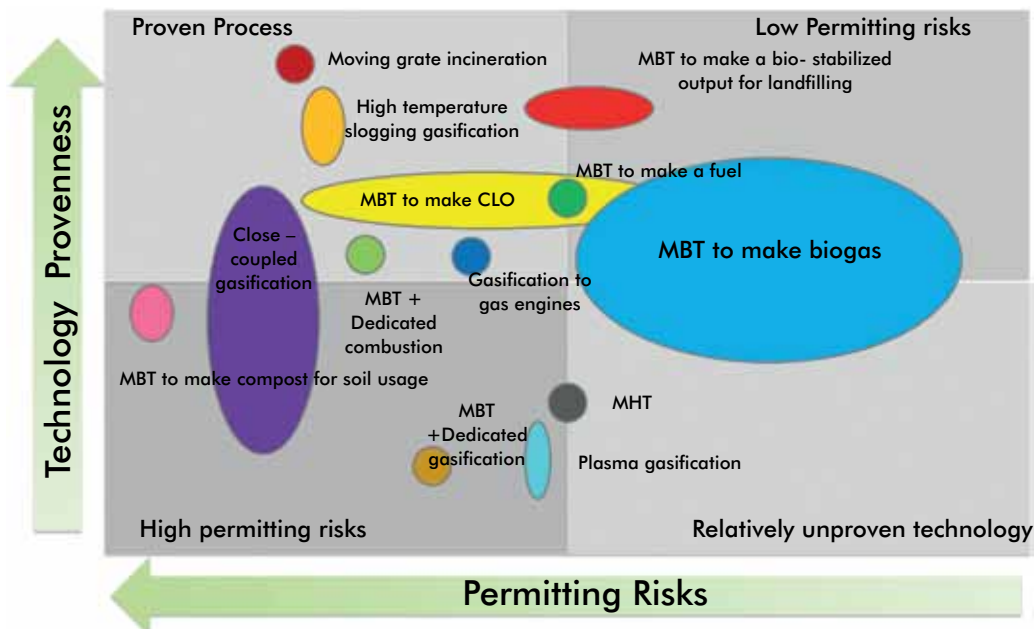 Proven Process
Low Permitting risks
Moving grate incineration
MBT to make a bio- stabilized
output for landfilling
High temperature
slogging gasification
MBT to make a fuel
MBT to make CLO
Close –
coupled
gasification
MBT to make biogas
Gasification to
gas engines
MBT +
Dedicated
combustion
MBT to make compost for soil usage
MHT
MBT
+Dedicated
gasification
Plasma gasification
High permitting risks
Relatively unproven technology
Technology Provenness
Permitting Risks